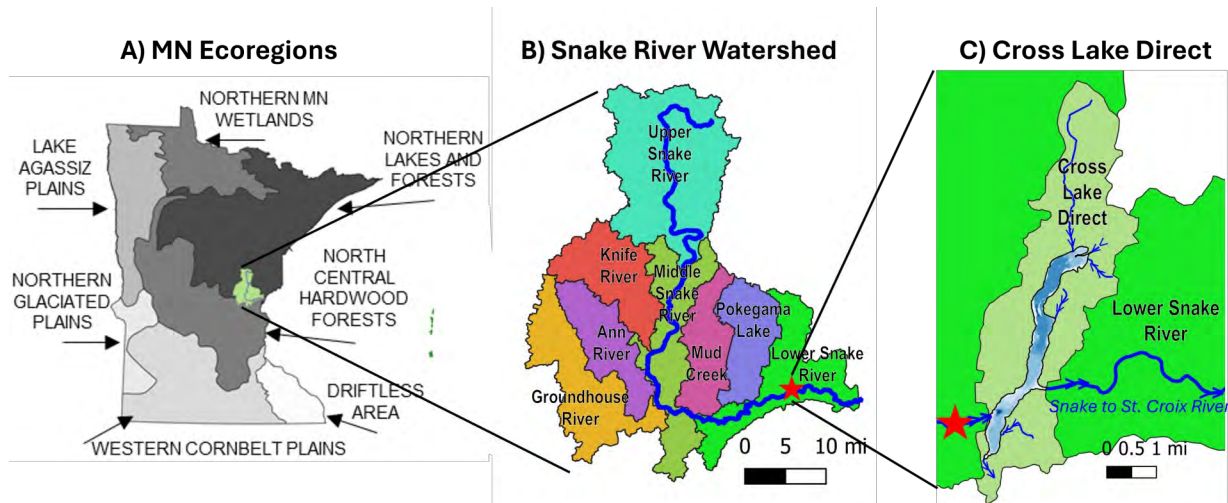 A) MN Ecoregions
NORTHERN MN
WETLANDS
LAKE
AGASSIZ
PLAINS
NORTHERN
LAKES AND
FORESTS
NORTHERN
GLACIATED
PLAINS
NORTH
CENTRAL
HARDWOOD
FORESTS
DRIFTLESS
AREA
WESTERN CORNBELT PLAINS
B) Snake River Watershed
Upper
Snake
River
Knife
River
Middle
Snake
River
Pokegama
Lake
Ann
River
Mud
Creek
Lower Snake
River
Groundhouse
River
0 5 10 mi
C) Cross Lake Direct
Cross
Lake
Direct
Lower Snake
River
Snake to St. Croix River
0 0.5 1 mi